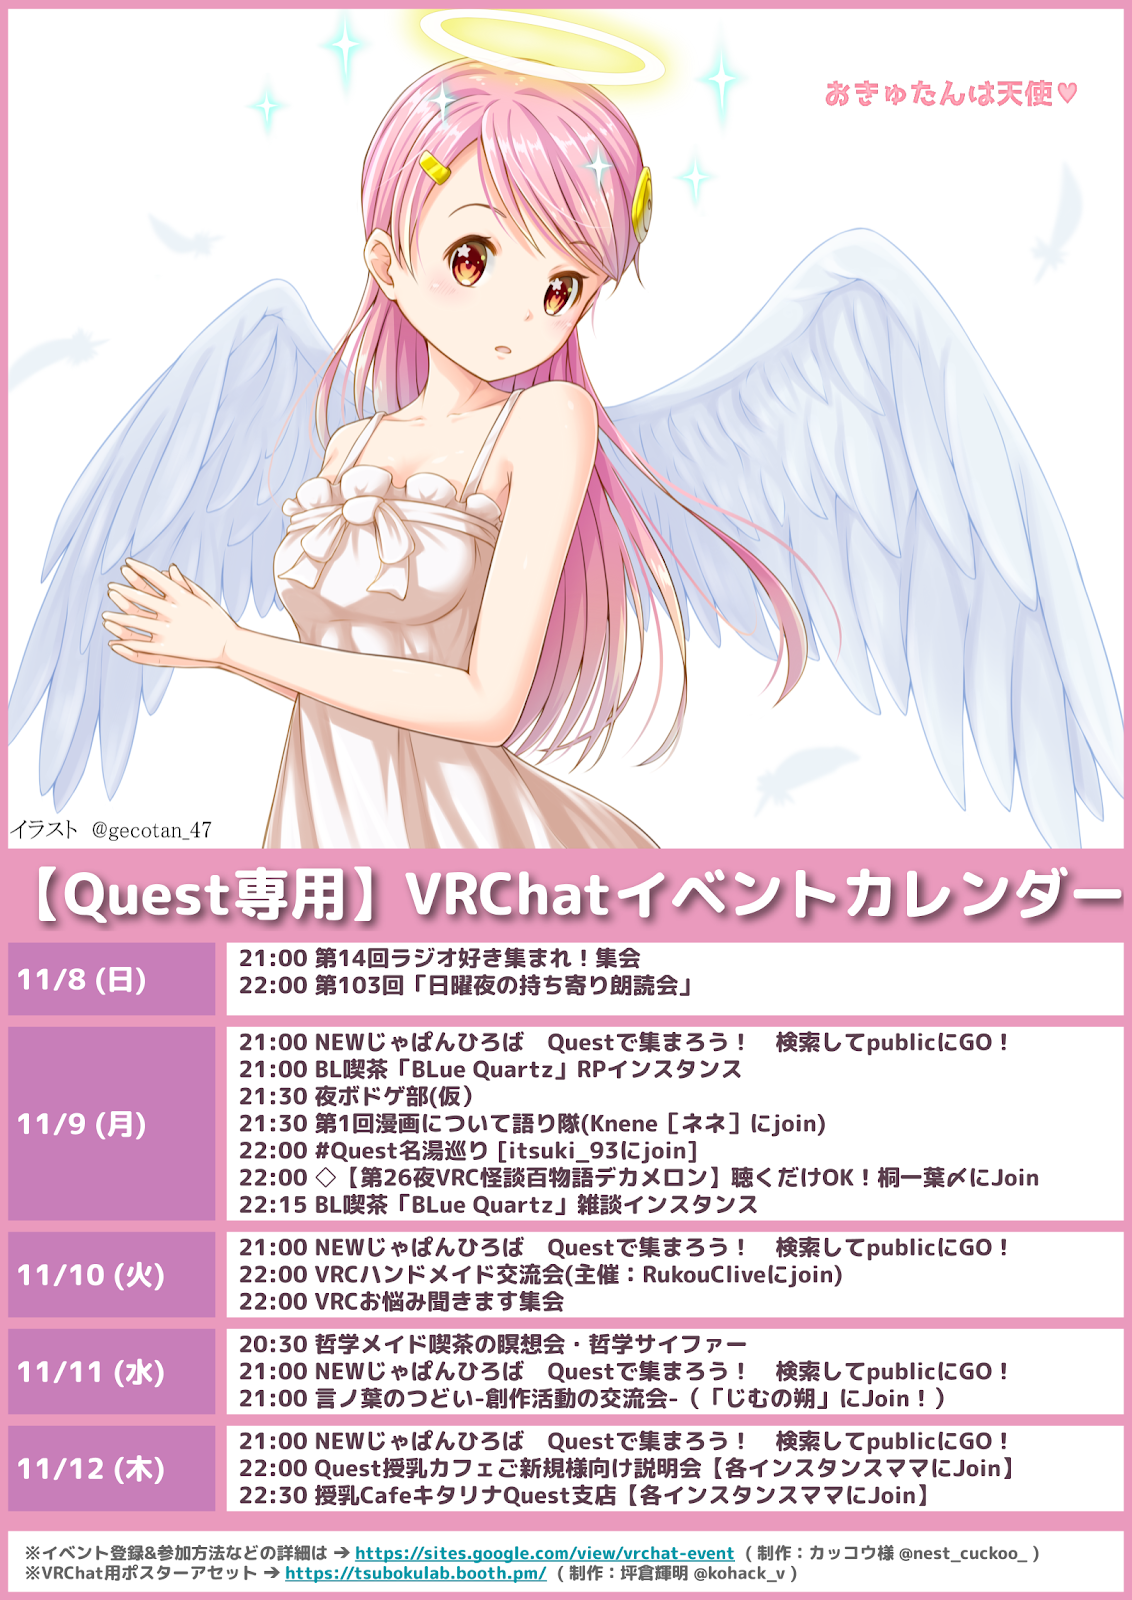 おきゅたんは天使♥
イラスト @gecotan_47
【Quest専用】VRChatイベントカレンダー
11/8 (日)
21:00 第14回ラジオ好き集まれ！集会
22:00 第103回「日曜夜の持ち寄り朗読会」
11/9 (月)
21:00 NEWじゃぱんひろば　Questで集まろう！　検索してpublicにGO！
21:00 BL喫茶「BLue Quartz」RPインスタンス
21:30 夜ボドゲ部(仮）
21:30 第1回漫画について語り隊(Knene［ネネ］にjoin)
22:00 #Quest名湯巡り [itsuki_93にjoin]
22:00 ◇【第26夜VRC怪談百物語デカメロン】聴くだけOK！桐一葉〆にJoin
22:15 BL喫茶「BLue Quartz」雑談インスタンス
11/10 (火)
21:00 NEWじゃぱんひろば　Questで集まろう！　検索してpublicにGO！
22:00 VRCハンドメイド交流会(主催：RukouCliveにjoin)
22:00 VRCお悩み聞きます集会
11/11 (水)
20:30 哲学メイド喫茶の瞑想会・哲学サイファー
21:00 NEWじゃぱんひろば　Questで集まろう！　検索してpublicにGO！
21:00 言ノ葉のつどい-創作活動の交流会-（「じむの朔」にJoin！）
11/12 (木)
21:00 NEWじゃぱんひろば　Questで集まろう！　検索してpublicにGO！
22:00 Quest授乳カフェご新規様向け説明会【各インスタンスママにJoin】
22:30 授乳CafeキタリナQuest支店【各インスタンスママにJoin】
※イベント登録&参加方法などの詳細は → https://sites.google.com/view/vrchat-event （ 制作：カッコウ様 @nest_cuckoo_ ）
※VRChat用ポスターアセット → https://tsubokulab.booth.pm/ （ 制作：坪倉輝明 @kohack_v ）